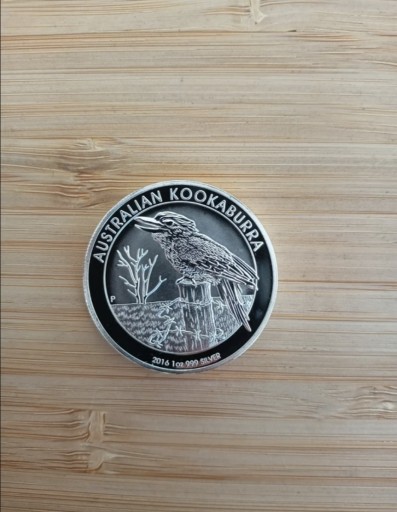 AUSTRALIAN KOOKABURRA
P
2016 1oz 999 SILVER